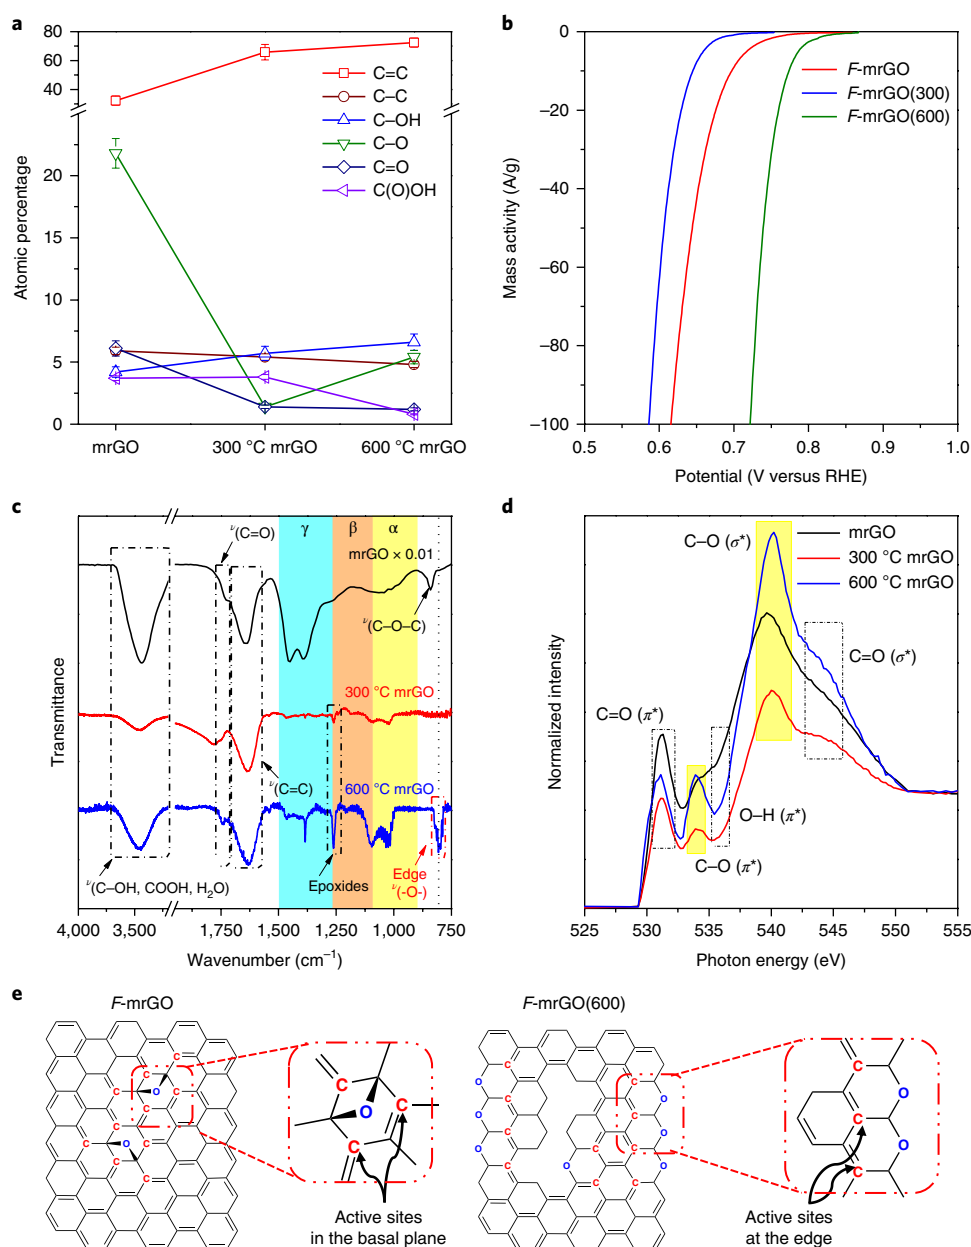 a
Atomic percentage
80
60
40
20
15
10
5
0
C=C
C–C
C–OH
C–O
C=O
C(O)OH
mrGO
300 °C mrGO
600 °C mrGO
b
Mass activity (A/g)
0
−20
−40
−60
−80
−100
F-mrGO
F-mrGO(300)
F-mrGO(600)
0.5
0.6
0.7
0.8
0.9
1.0
Potential (V versus RHE)
c
Transmittance
γ
β
α
ν(C=O)
mrGO × 0.01
ν(C–O–C)
300 °C mrGO
ν(C=C)
600 °C mrGO
ν(C–OH, COOH, H2O)
Epoxides
Edge
ν(-O-)
4,000
3,500
1,750
1,500
1,250
1,000
750
Wavenumber (cm−1)
d
Normalized intensity
C–O (σ*)
mrGO
300 °C mrGO
600 °C mrGO
C=O (σ*)
C=O (π*)
O–H (π*)
C–O (π*)
525
530
535
540
545
550
555
Photon energy (eV)
e
F-mrGO
C
C
C
O
C
C
C
C
O
C
C
C
C
C
C
O
C
Active sites
in the basal plane
F-mrGO(600)
O
O
O
O
C
C
C
C
C
C
C
C
C
O
O
O
O
C
C
O
O
Active sites
at the edge